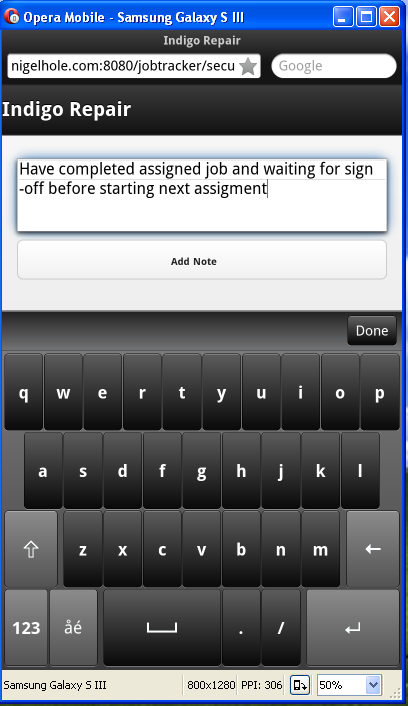 Opera Mobile - Samsung Galaxy S III
Indigo Repair
nigelhole.com:8080/jobtracker/secu Google
Indigo Repair
Have completed assigned job and waiting for sign
-off before starting next assigment
Add Note
Done
q w e r t y u i o p
a s d f g h j k l
z x c v b n m
123 åé . /
Samsung Galaxy S III 800x1280 PPI: 306 50%